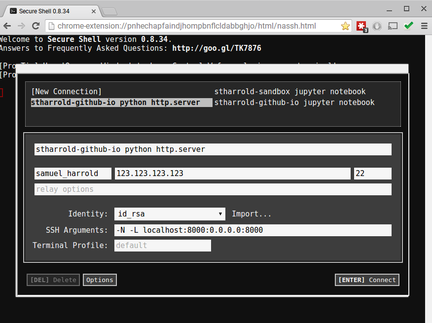 Secure Shell 0.8.34
chrome-extension://pnhechapfaindjhompbnflcldabbghjo/html/nassh.html
Welcome to Secure Shell version 0.8.34.
Answers to Frequently Asked Questions: http://goo.gl/TK7876
[Pro
[Pro
[New Connection] stharrold-sandbox jupyter notebook
stharrold-github-io python http.server stharrold-github-io jupyter notebook
stharrold-github-io python http.server
samuel_harrold 123.123.123.123 22
relay options
Identity: id_rsa Import...
SSH Arguments: -N -L localhost:8000:0.0.0.0:8000
Terminal Profile: default
[DEL] Delete Options [ENTER] Connect